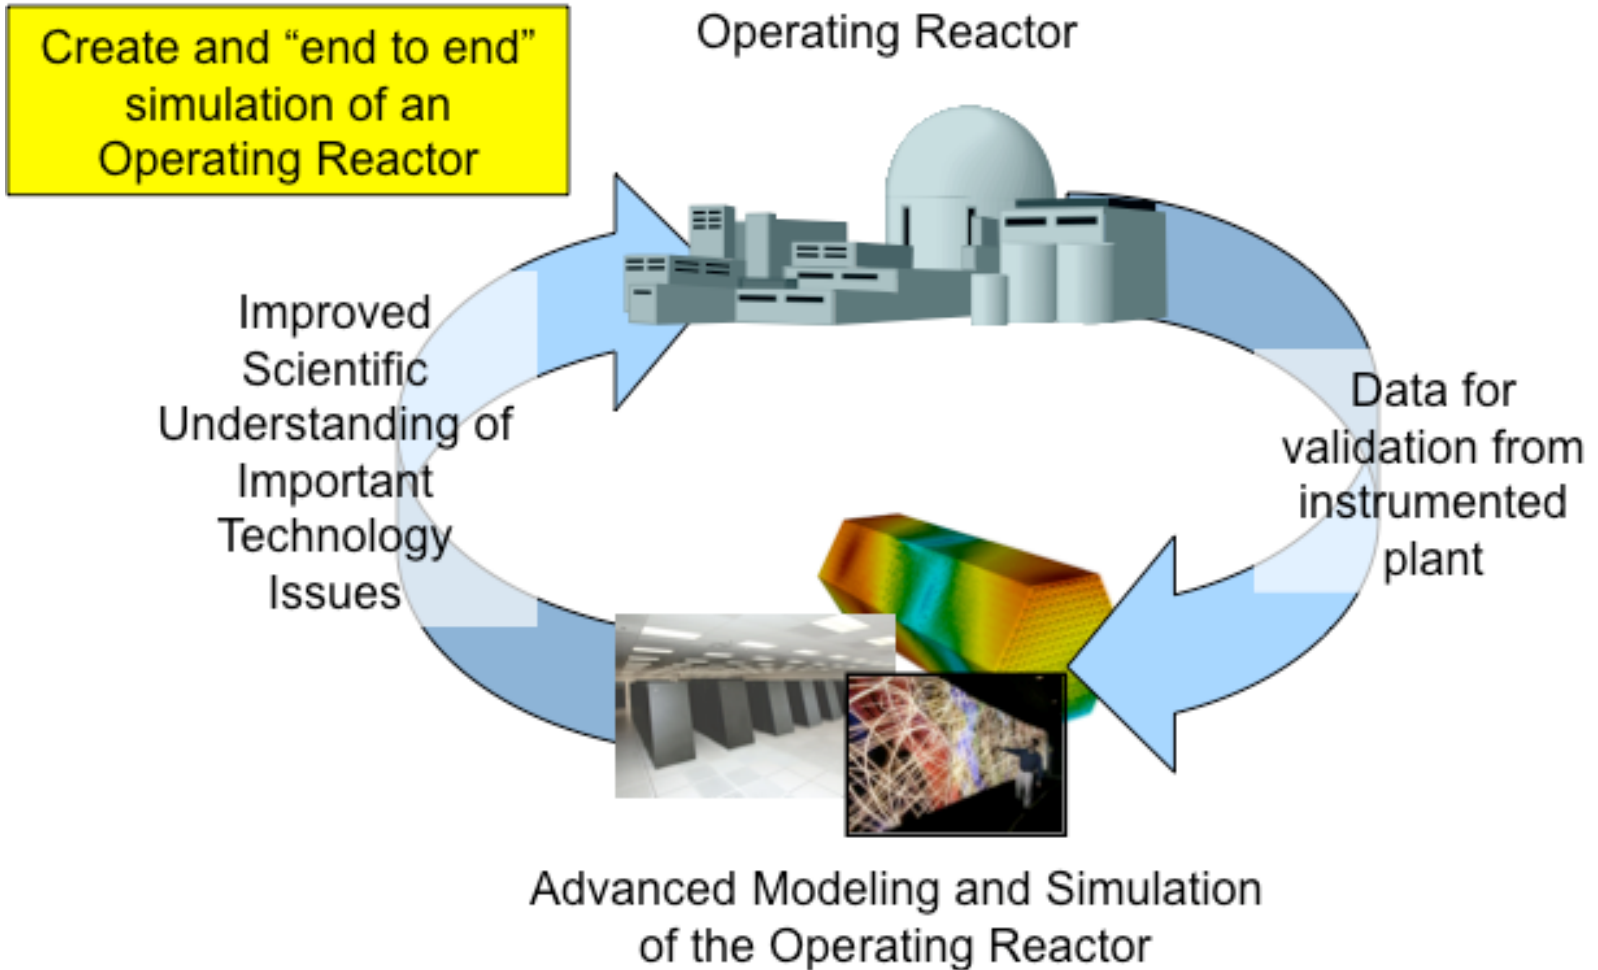 Create and “end to end”
simulation of an
Operating Reactor
Operating Reactor
Improved
Scientific
Understanding of
Important
Technology
Issues
Data for
validation from
instrumented
plant
Advanced Modeling and Simulation
of the Operating Reactor